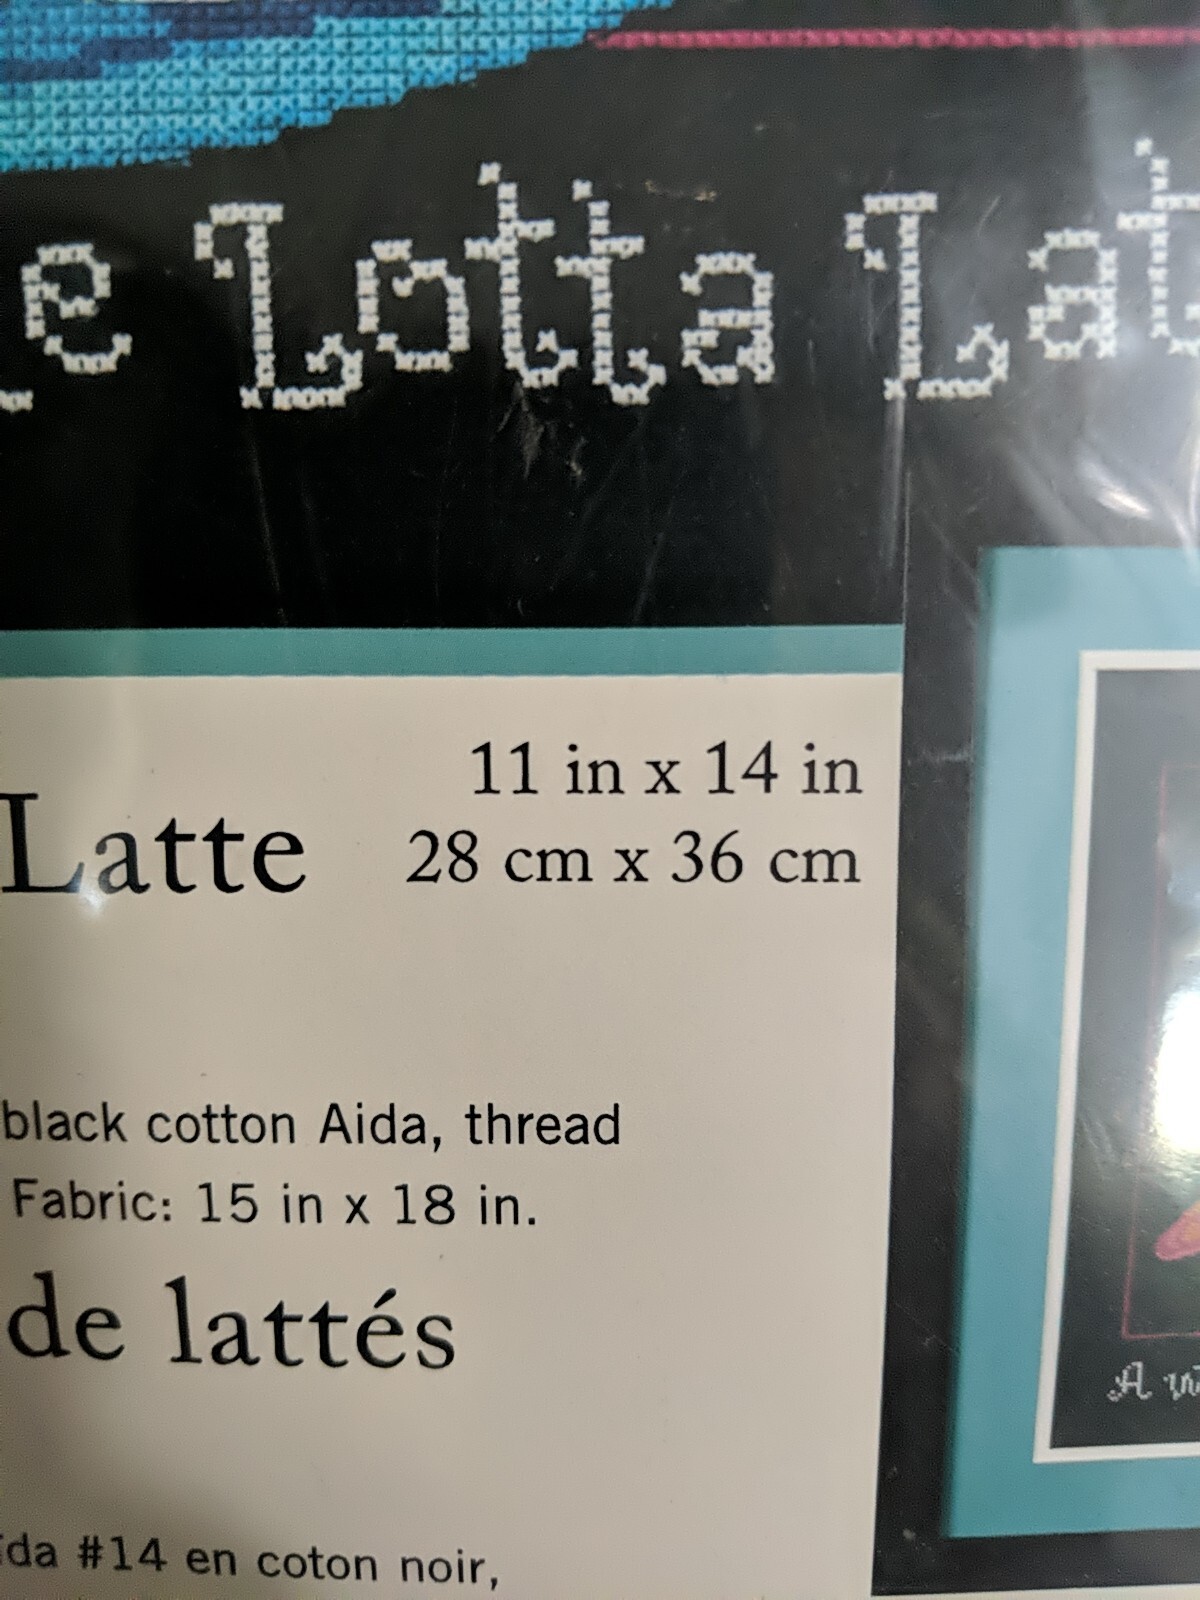 e Lotta Lat
11 in x 14 in
Latte 28 cm x 36 cm
black cotton Aida, thread
Fabric: 15 in x 18 in.
de lattés
ida #14 en coton noir,
A w